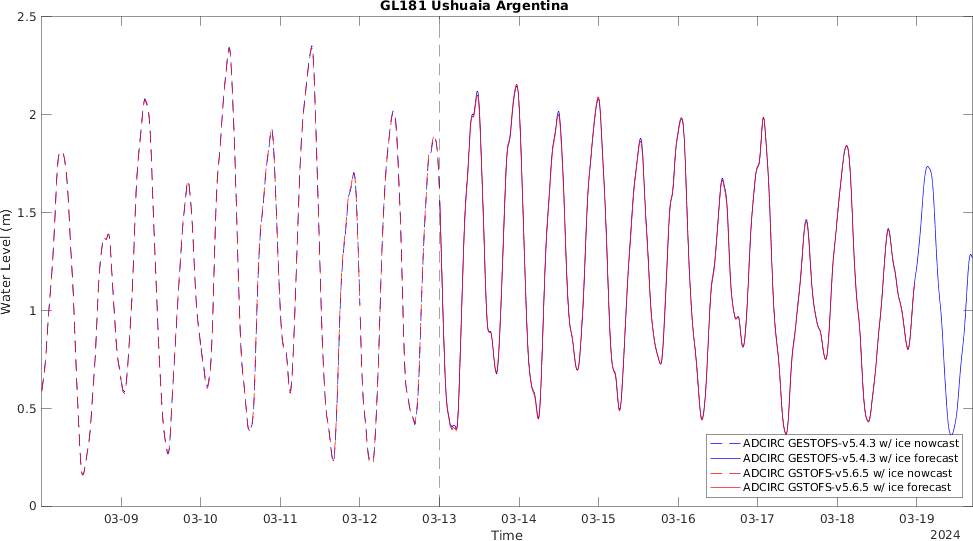 GL181 Ushuaia Argentina
2.5
2
1.5
1
0.5
0
Water Level (m)
03-09 03-10 03-11 03-12 03-13 03-14 03-15 03-16 03-17 03-18 03-19
Time
2024
ADCIRC GESTOFS-v5.4.3 w/ ice nowcast
ADCIRC GESTOFS-v5.4.3 w/ ice forecast
ADCIRC GSTOFS-v5.6.5 w/ ice nowcast
ADCIRC GSTOFS-v5.6.5 w/ ice forecast